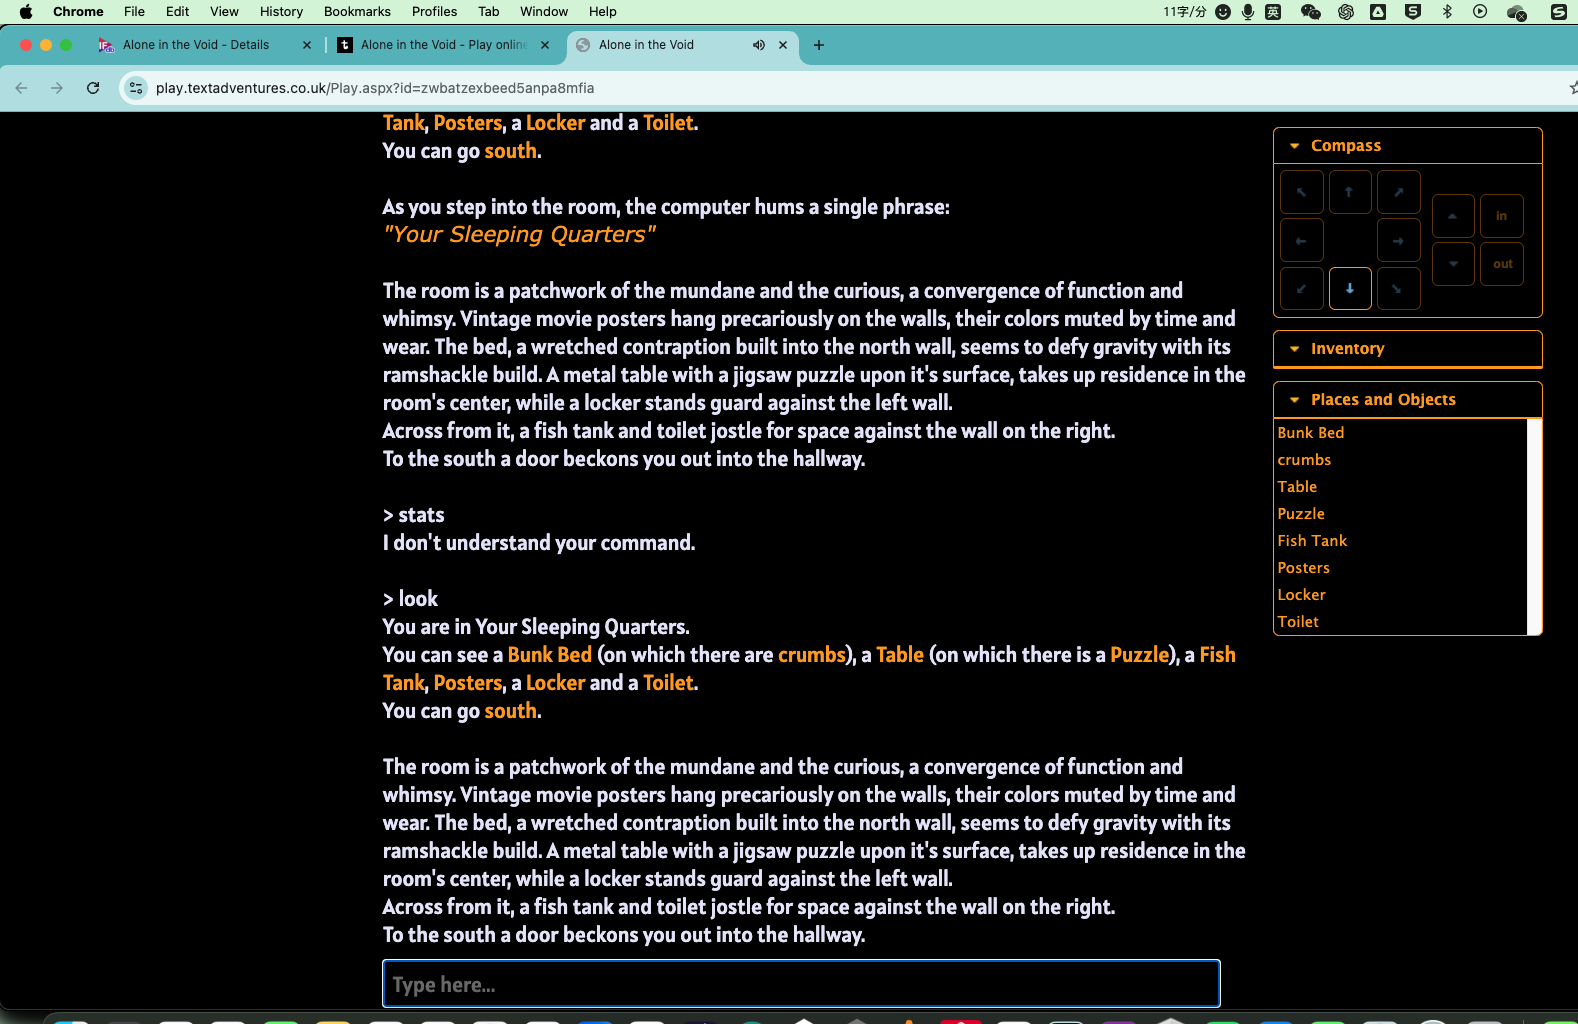 Chrome File Edit View History Bookmarks Profiles Tab Window Help 11字/分 英
Alone in the Void - Details
Alone in the Void - Play online
Alone in the Void
play.textadventures.co.uk/Play.aspx?id=zwbatzexbeed5anpa8mfia
Tank, Posters, a Locker and a Toilet.
You can go south.
As you step into the room, the computer hums a single phrase:
"Your Sleeping Quarters"
The room is a patchwork of the mundane and the curious, a convergence of function and
whimsy. Vintage movie posters hang precariously on the walls, their colors muted by time and
wear. The bed, a wretched contraption built into the north wall, seems to defy gravity with its
ramshackle build. A metal table with a jigsaw puzzle upon it's surface, takes up residence in the
room's center, while a locker stands guard against the left wall.
Across from it, a fish tank and toilet jostle for space against the wall on the right.
To the south a door beckons you out into the hallway.
> stats
I don't understand your command.
> look
You are in Your Sleeping Quarters.
You can see a Bunk Bed (on which there are crumbs), a Table (on which there is a Puzzle), a Fish
Tank, Posters, a Locker and a Toilet.
You can go south.
The room is a patchwork of the mundane and the curious, a convergence of function and
whimsy. Vintage movie posters hang precariously on the walls, their colors muted by time and
wear. The bed, a wretched contraption built into the north wall, seems to defy gravity with its
ramshackle build. A metal table with a jigsaw puzzle upon it's surface, takes up residence in the
room's center, while a locker stands guard against the left wall.
Across from it, a fish tank and toilet jostle for space against the wall on the right.
To the south a door beckons you out into the hallway.
Type here...
Compass
in
out
Inventory
Places and Objects
Bunk Bed
crumbs
Table
Puzzle
Fish Tank
Posters
Locker
Toilet